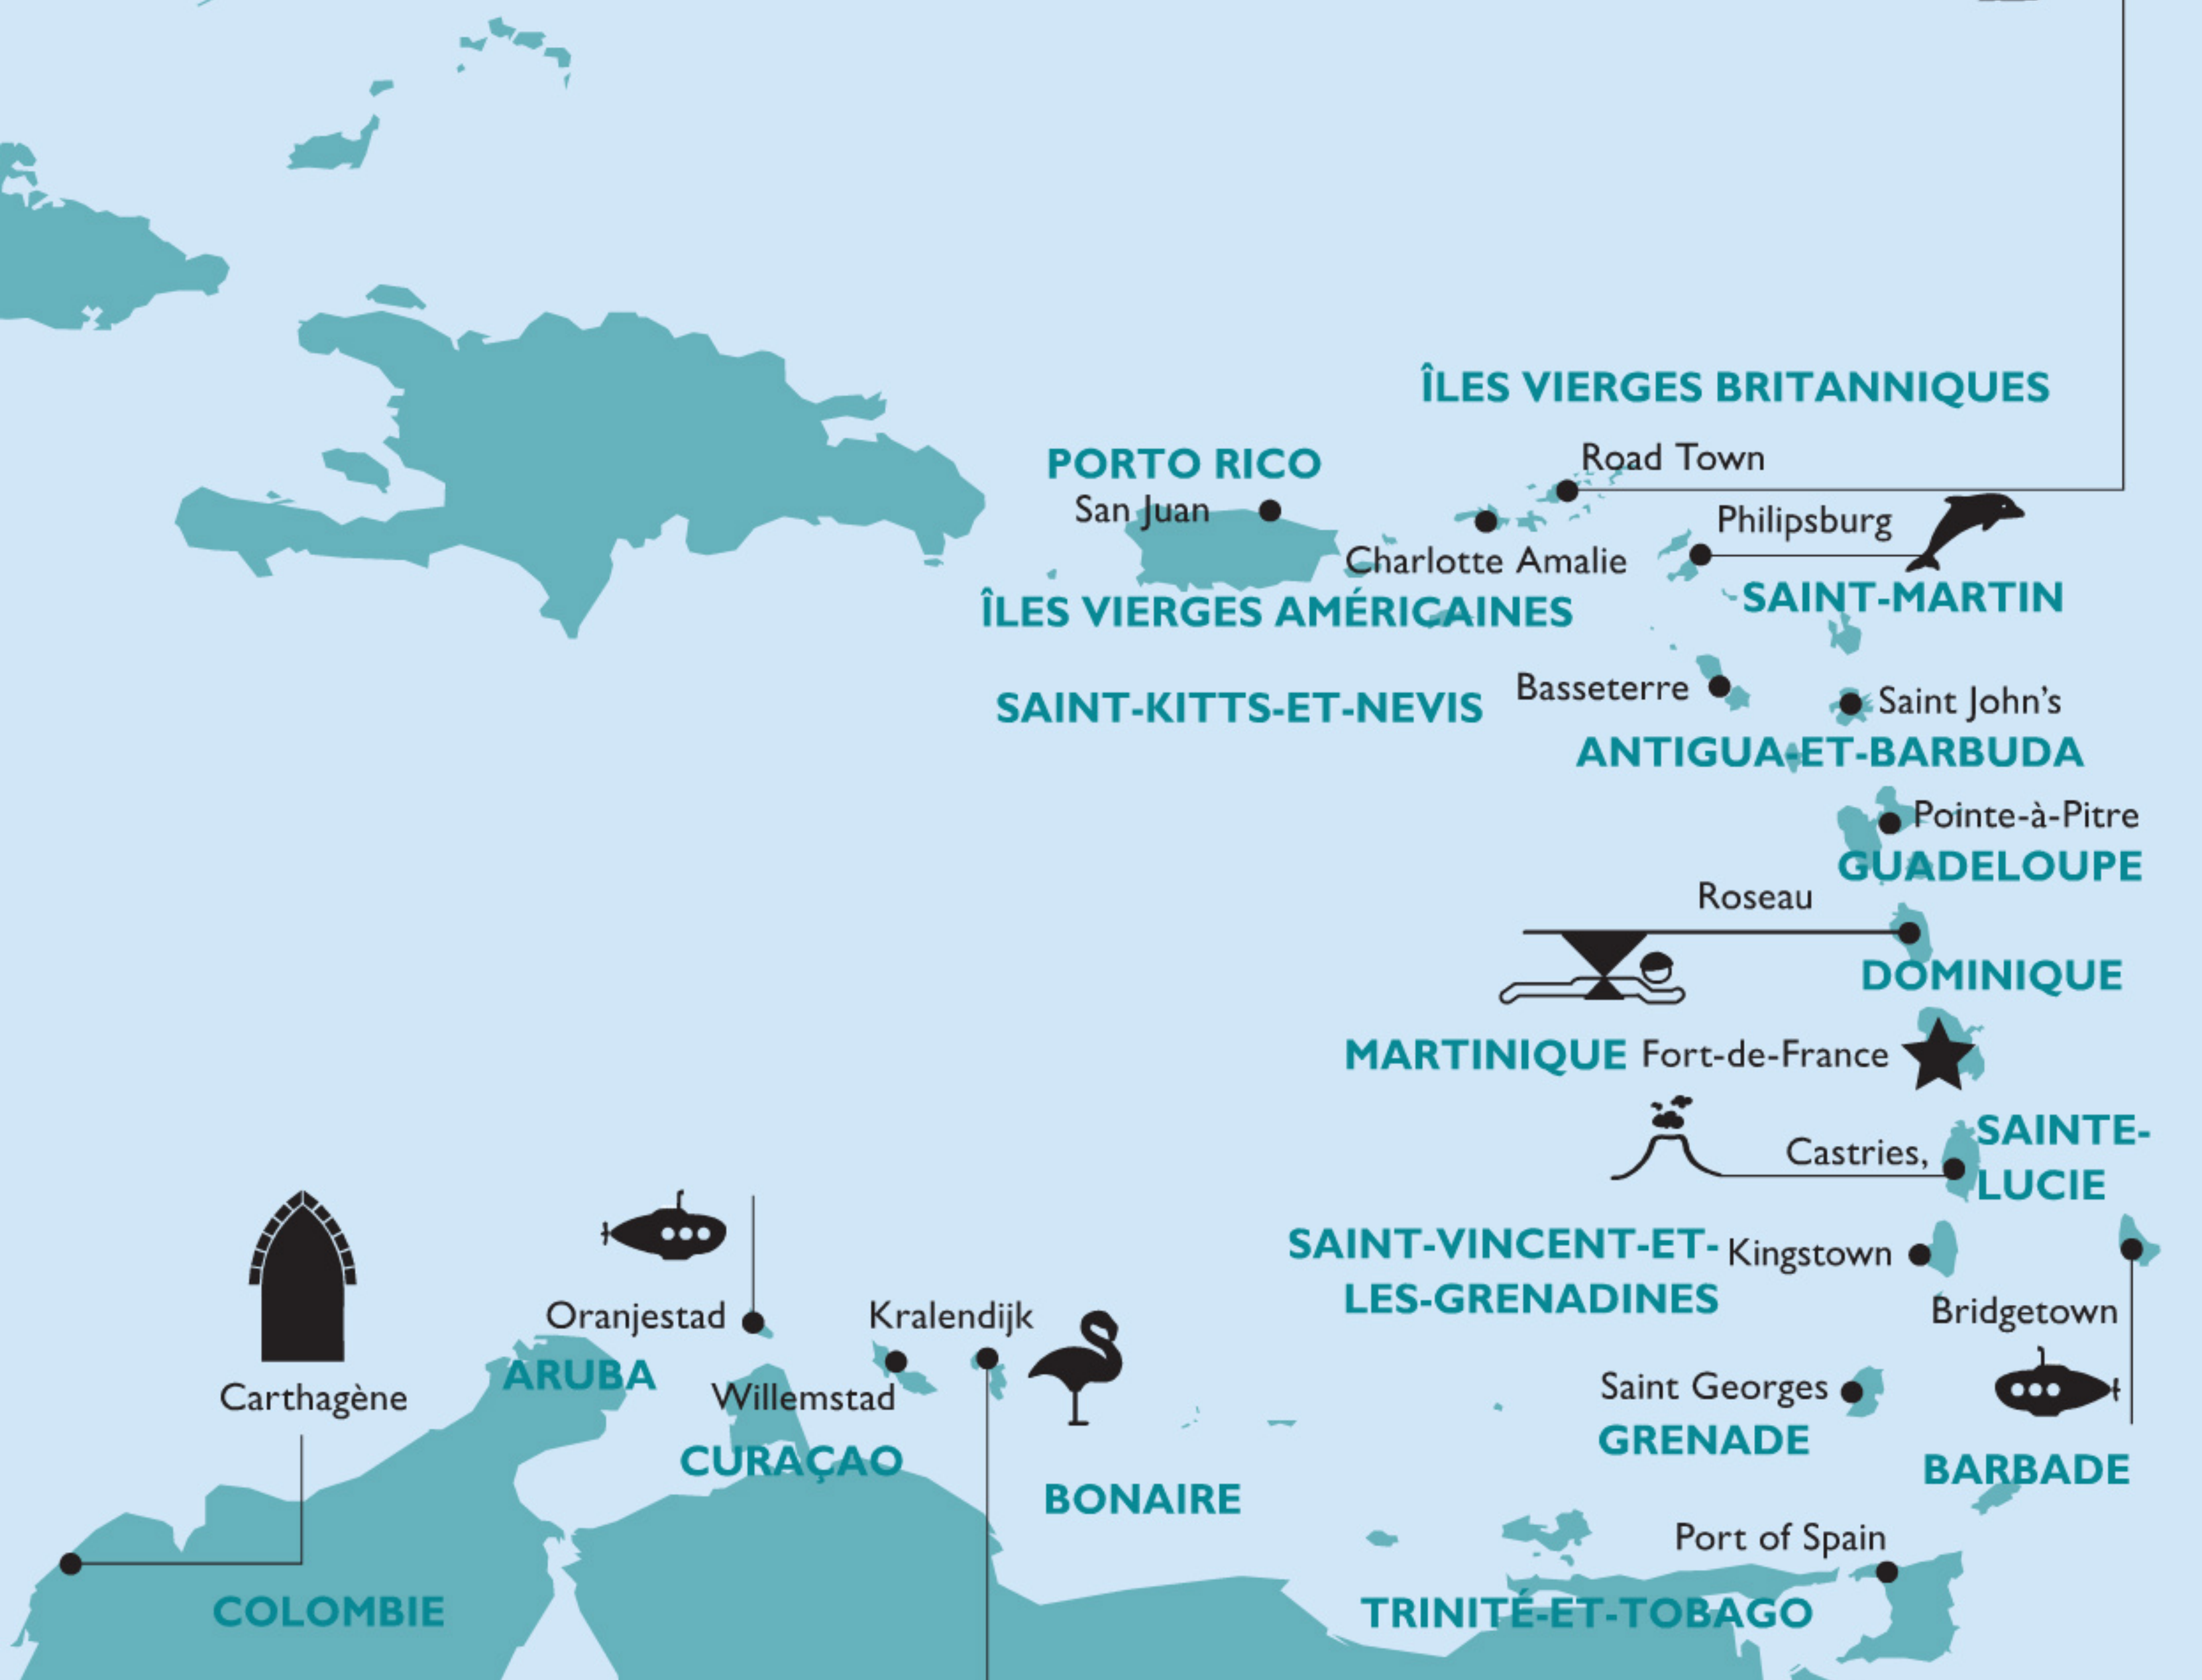 ÎLES VIERGES BRITANNIQUES
Road Town
PORTO RICO
San Juan
Philipsburg
Charlotte Amalie
SAINT-MARTIN
ÎLES VIERGES AMÉRICAINES
Basseterre
SAINT-KITTS-ET-NEVIS
Saint John's
ANTIGUA-ET-BARBUDA
Pointe-à-Pitre
GUADELOUPE
Roseau
DOMINIQUE
MARTINIQUE Fort-de-France
SAINTE-
LUCIE
Castries,
SAINT-VINCENT-ET-
LES-GRENADINES
Kingstown
Bridgetown
BARBADE
Oranjestad
ARUBA
Kralendijk
BONAIRE
Willemstad
CURAÇAO
Carthagène
COLOMBIE
Saint Georges
GRENADE
Port of Spain
TRINITÉ-ET-TOBAGO